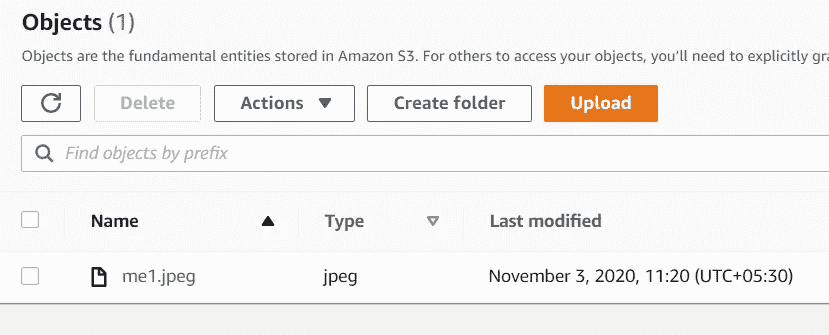 Objects (1)
Objects are the fundamental entities stored in Amazon S3. For others to access your objects, you'll need to explicitly gra
Delete Actions Create folder Upload
Find objects by prefix
Name Type Last modified
me1.jpeg jpeg November 3, 2020, 11:20 (UTC+05:30)